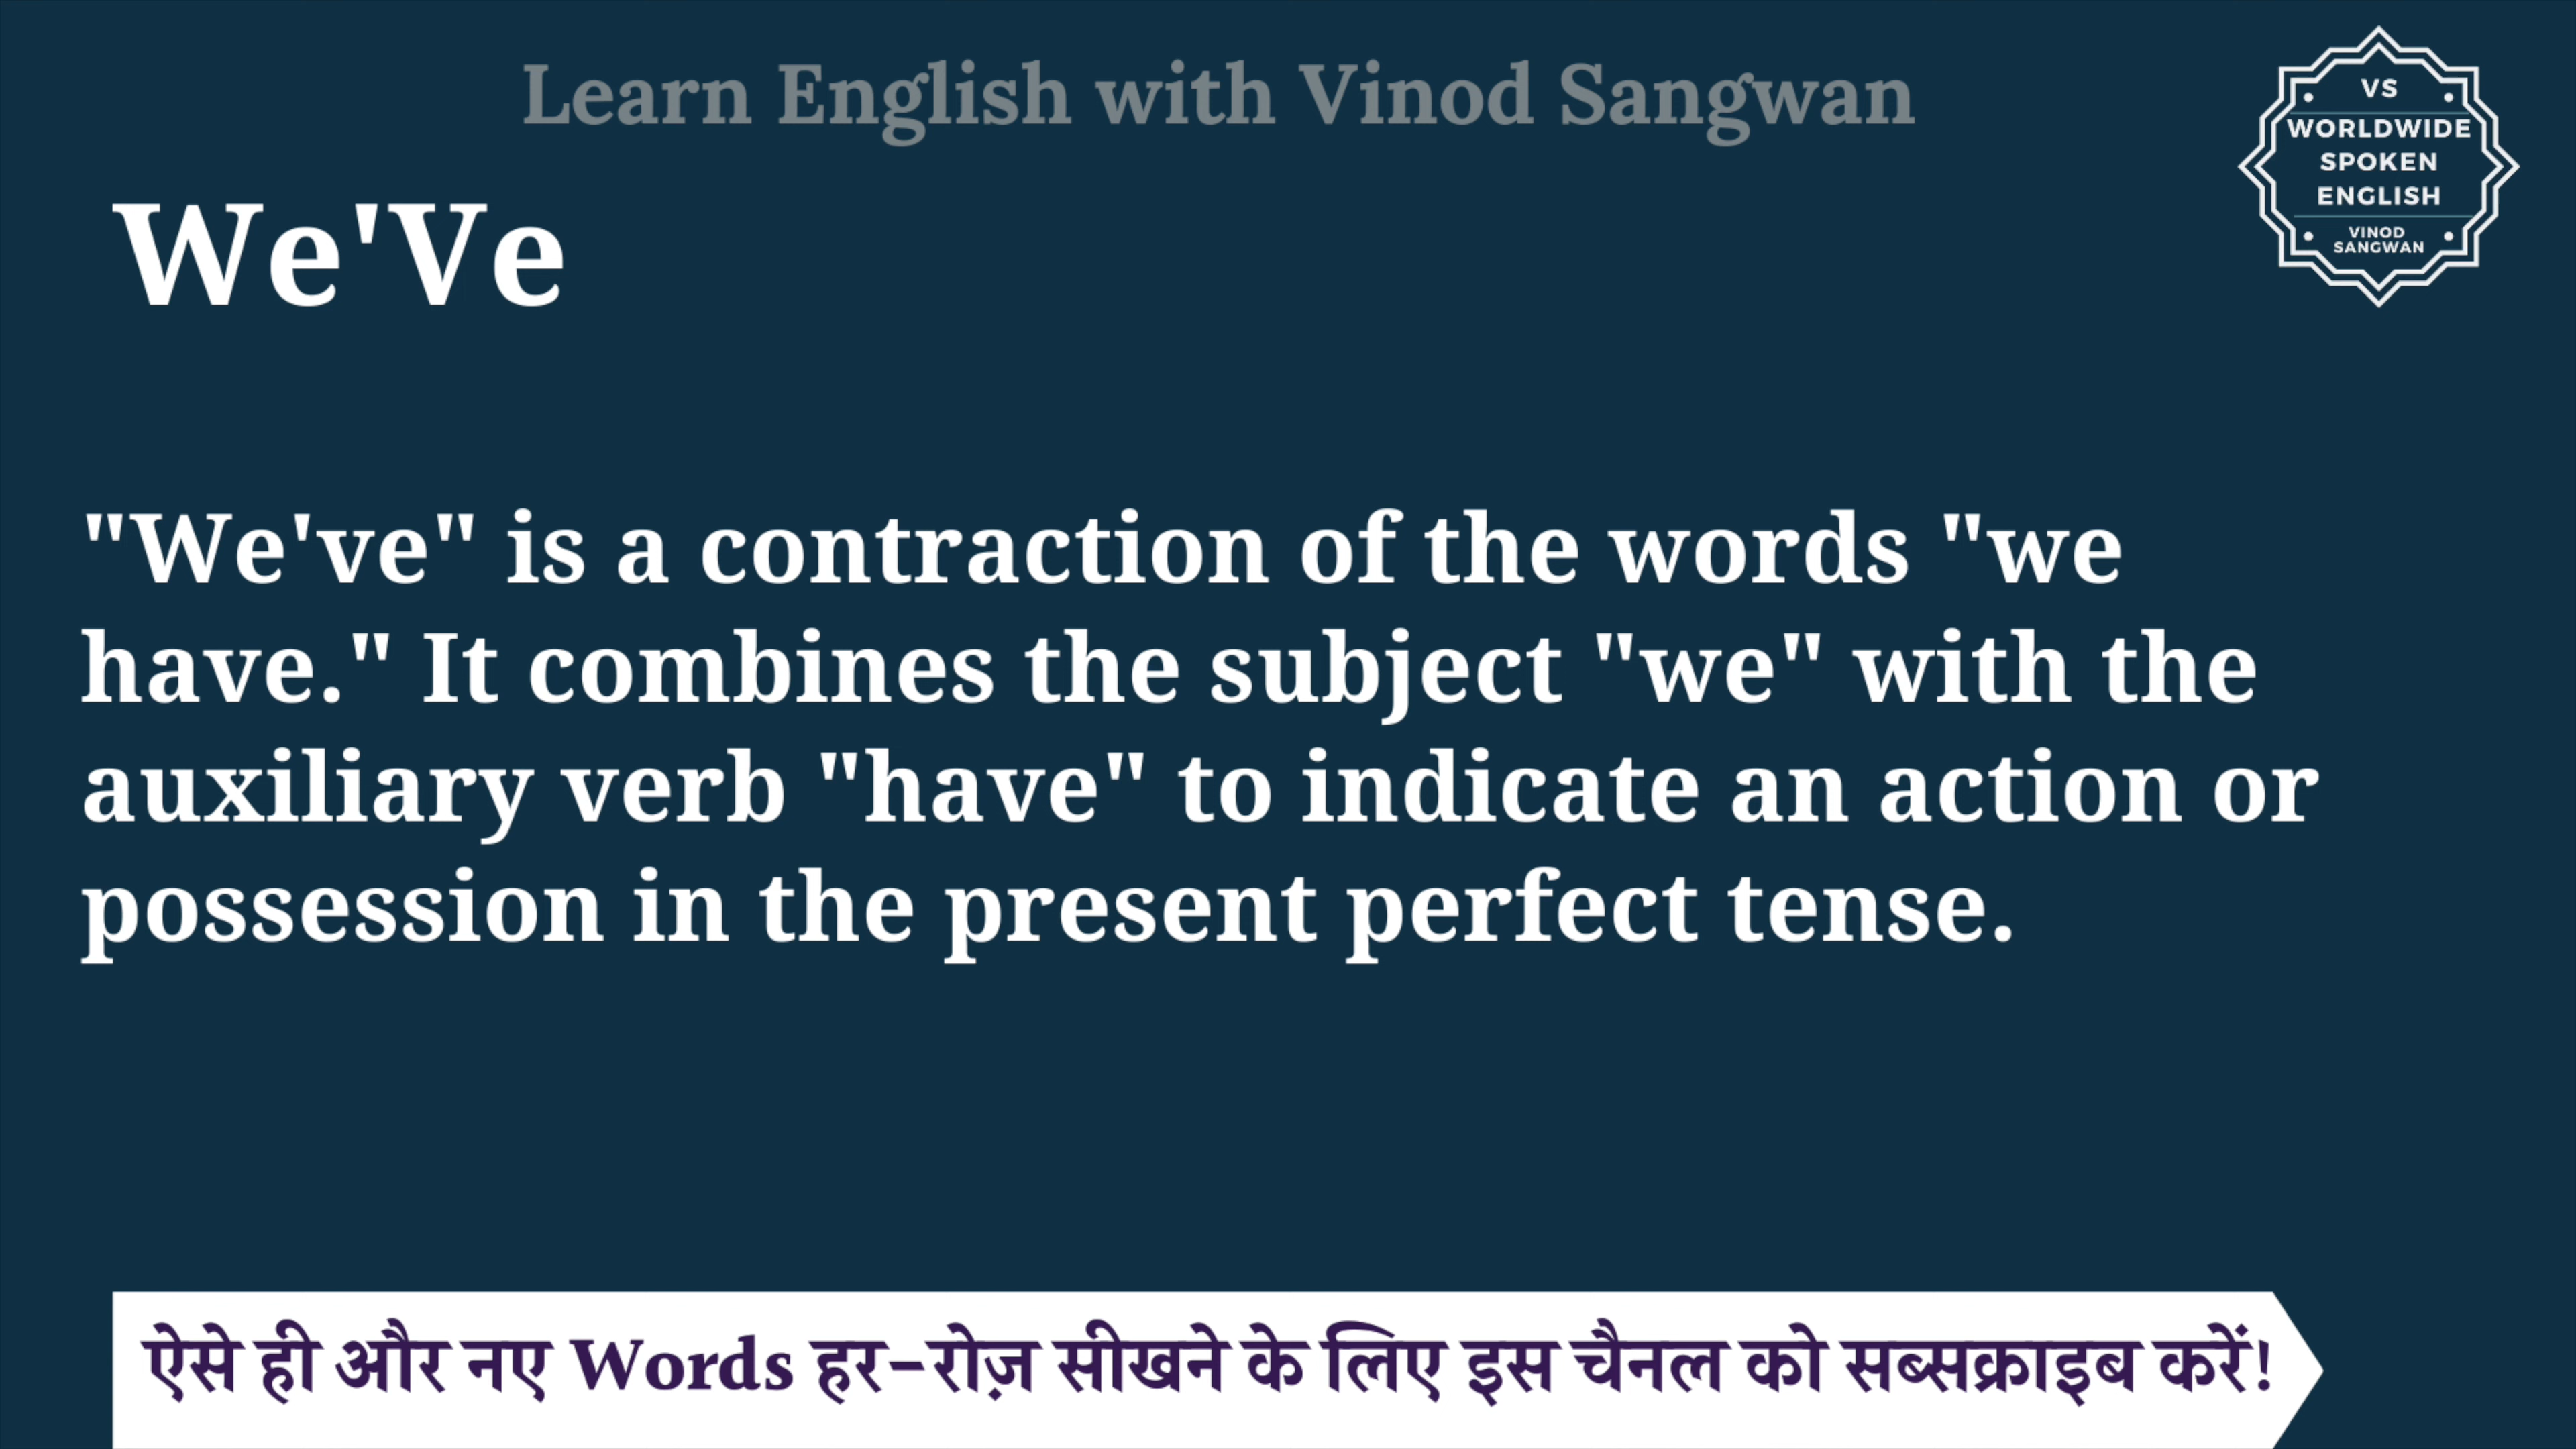 Learn English with Vinod Sangwan
VS
WORLDWIDE
SPOKEN
ENGLISH
VINOD
SANGWAN
We'Ve
"We've" is a contraction of the words "we
have." It combines the subject "we" with the
auxiliary verb "have" to indicate an action or
possession in the present perfect tense.
ऐसे ही और नए Words हर-रोज़ सीखने के लिए इस चैनल को सब्सक्राइब करें!